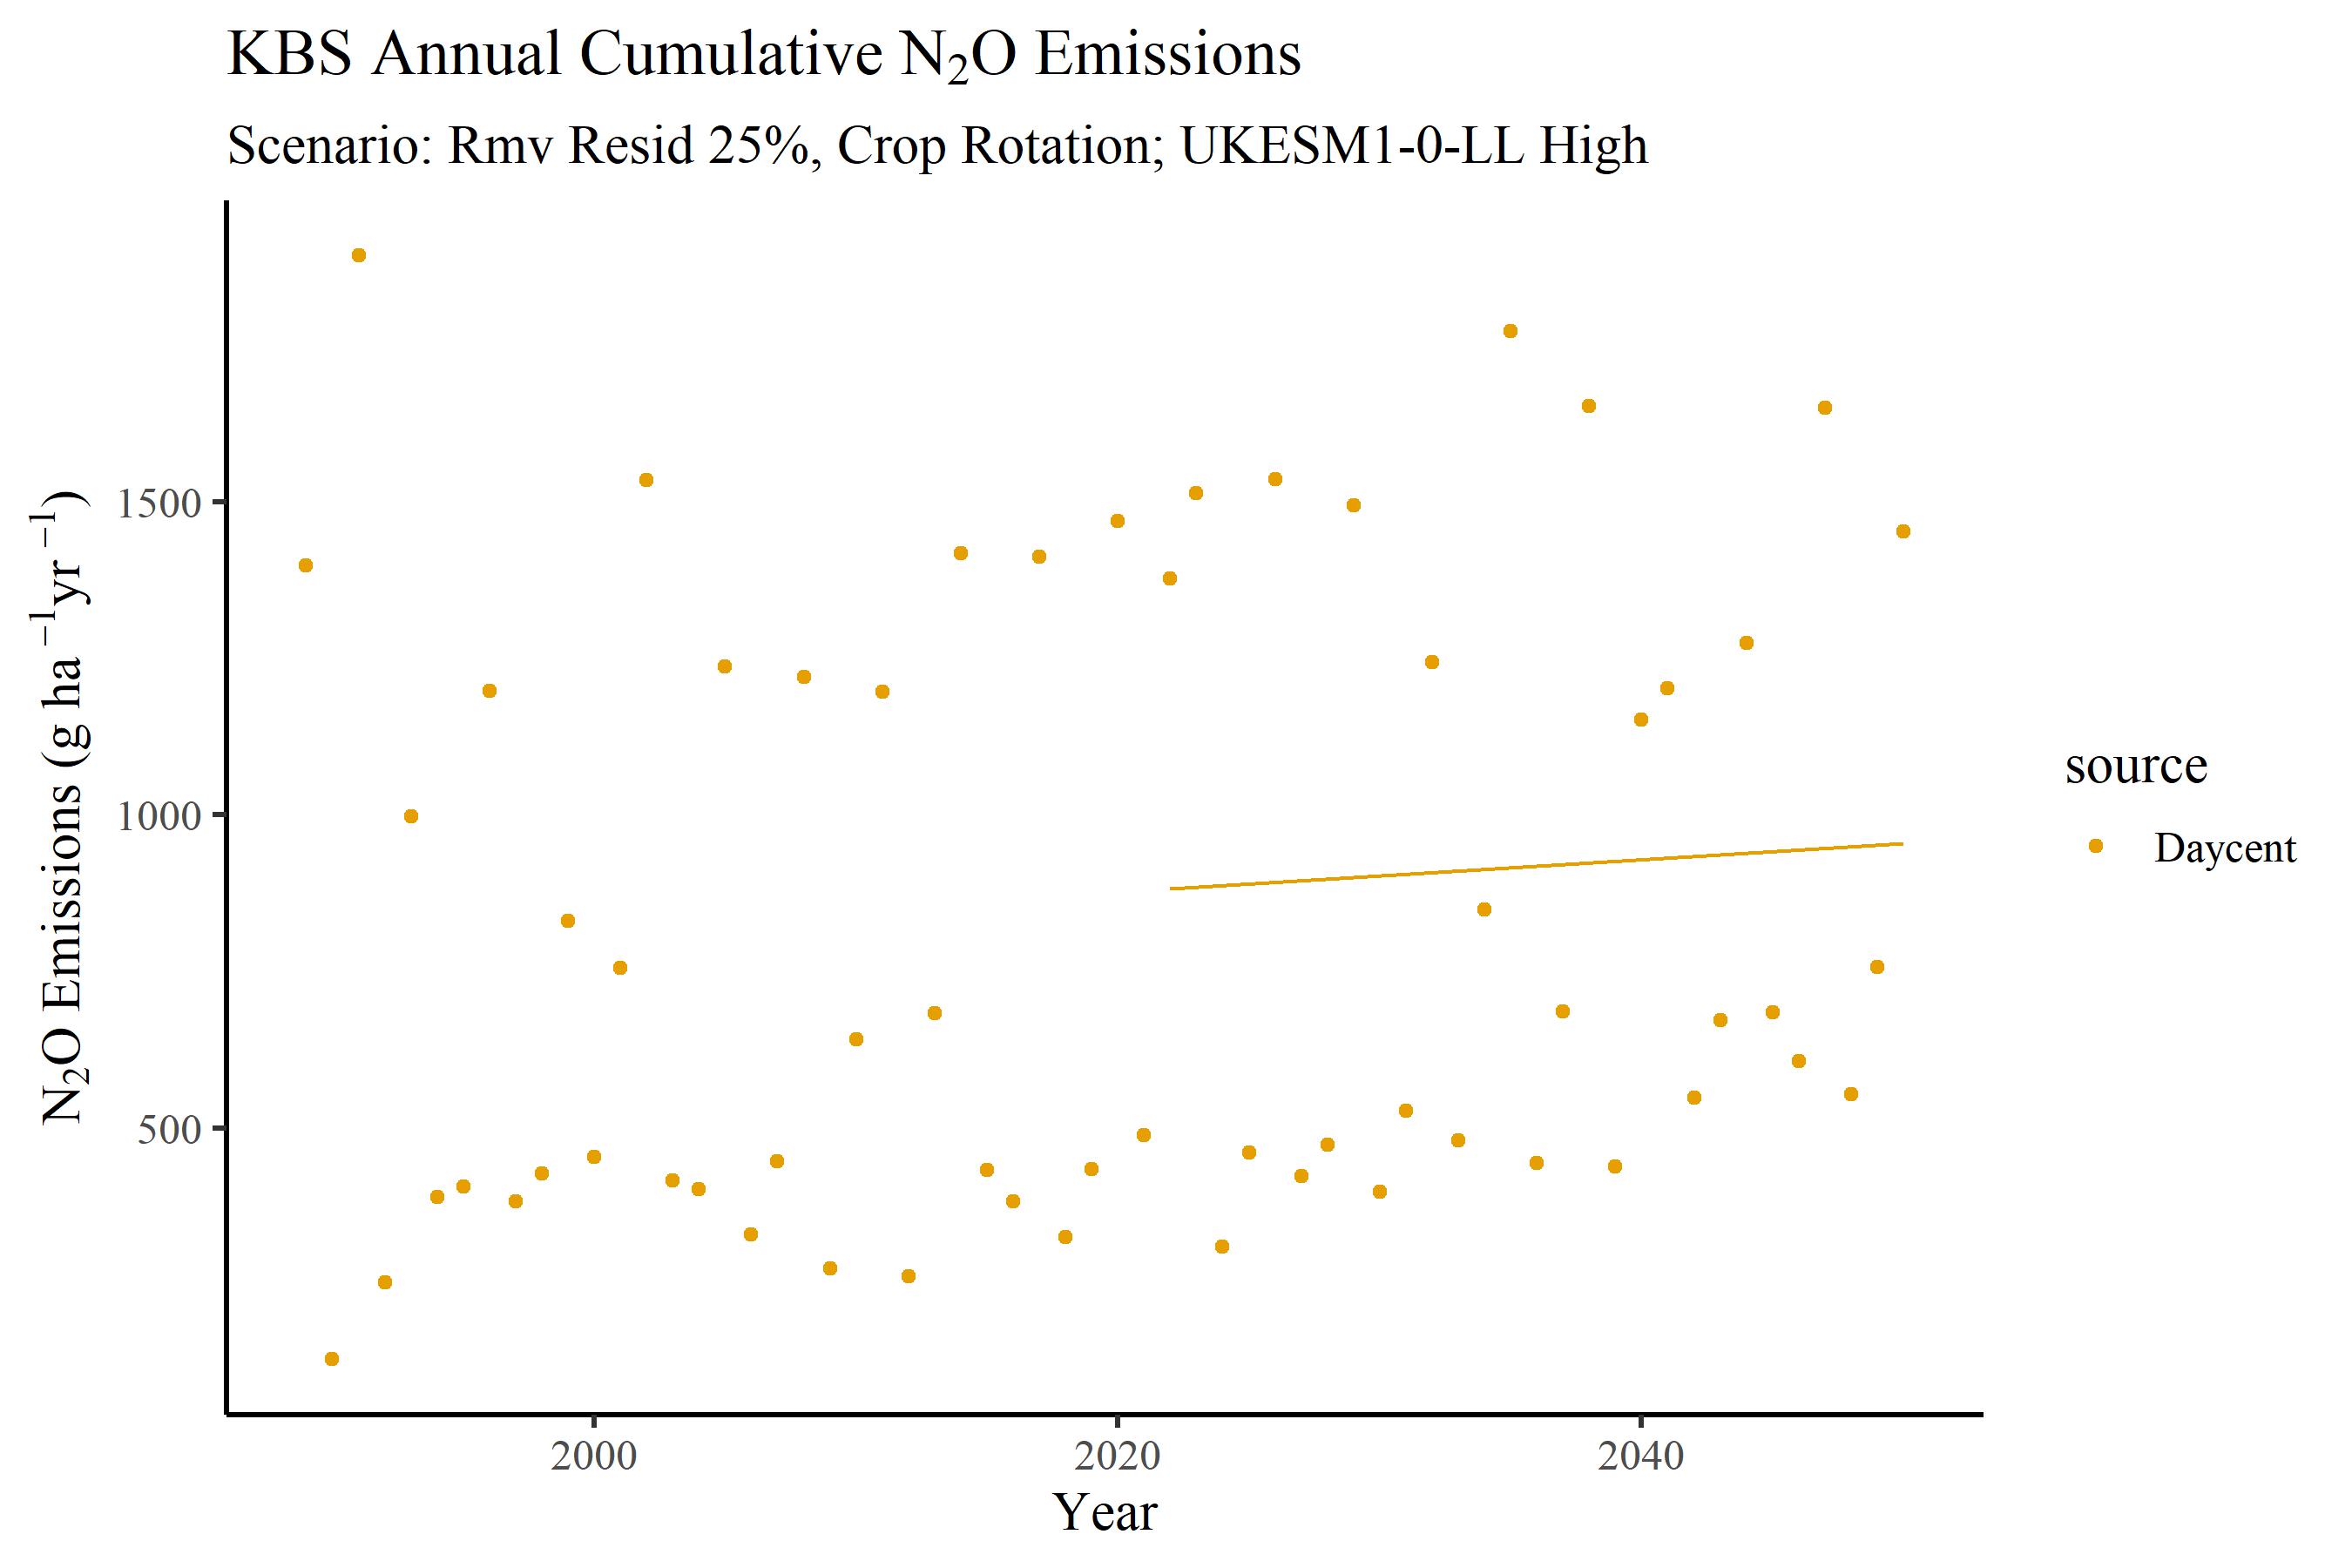 KBS Annual Cumulative N₂O Emissions
Scenario: Rmv Resid 25%, Crop Rotation; UKESM1-0-LL High
N₂O Emissions (g ha ⁻¹yr ⁻¹)
1500
1000
500
2000
2020
2040
Year
source
Daycent